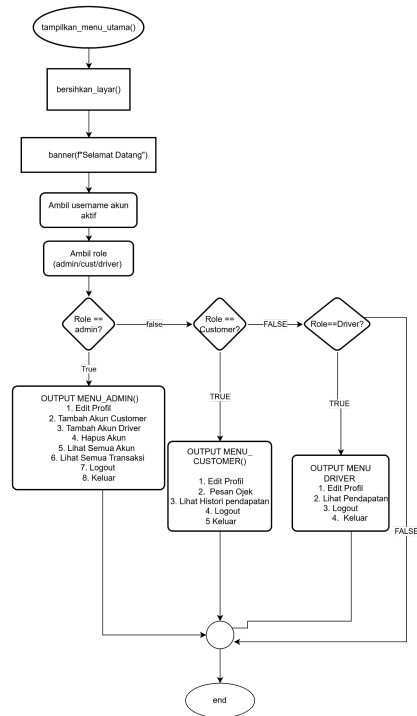 tampilkan_menu_utama()
bersihkan_layar()
banner(f"Selamat Datang")
Ambil username akun
aktif
Ambil role
(admin/cust/driver)
Role ==
admin?
false
Role ==
Customer?
FALSE
Role==Driver?
True
TRUE
TRUE
OUTPUT MENU_ADMIN()
1. Edit Profil
2. Tambah Akun Customer
3. Tambah Akun Driver
4. Hapus Akun
5. Lihat Semua Akun
6. Lihat Semua Transaksi
7. Logout
8. Keluar
OUTPUT MENU_
CUSTOMER()
1. Edit Profil
2. Pesan Ojek
3. Lihat Histori pendapatan
4. Logout
5 Keluar
OUTPUT MENU
DRIVER
1. Edit Profil
2. Lihat Pendapatan
3. Logout
4. Keluar
FALSE
end